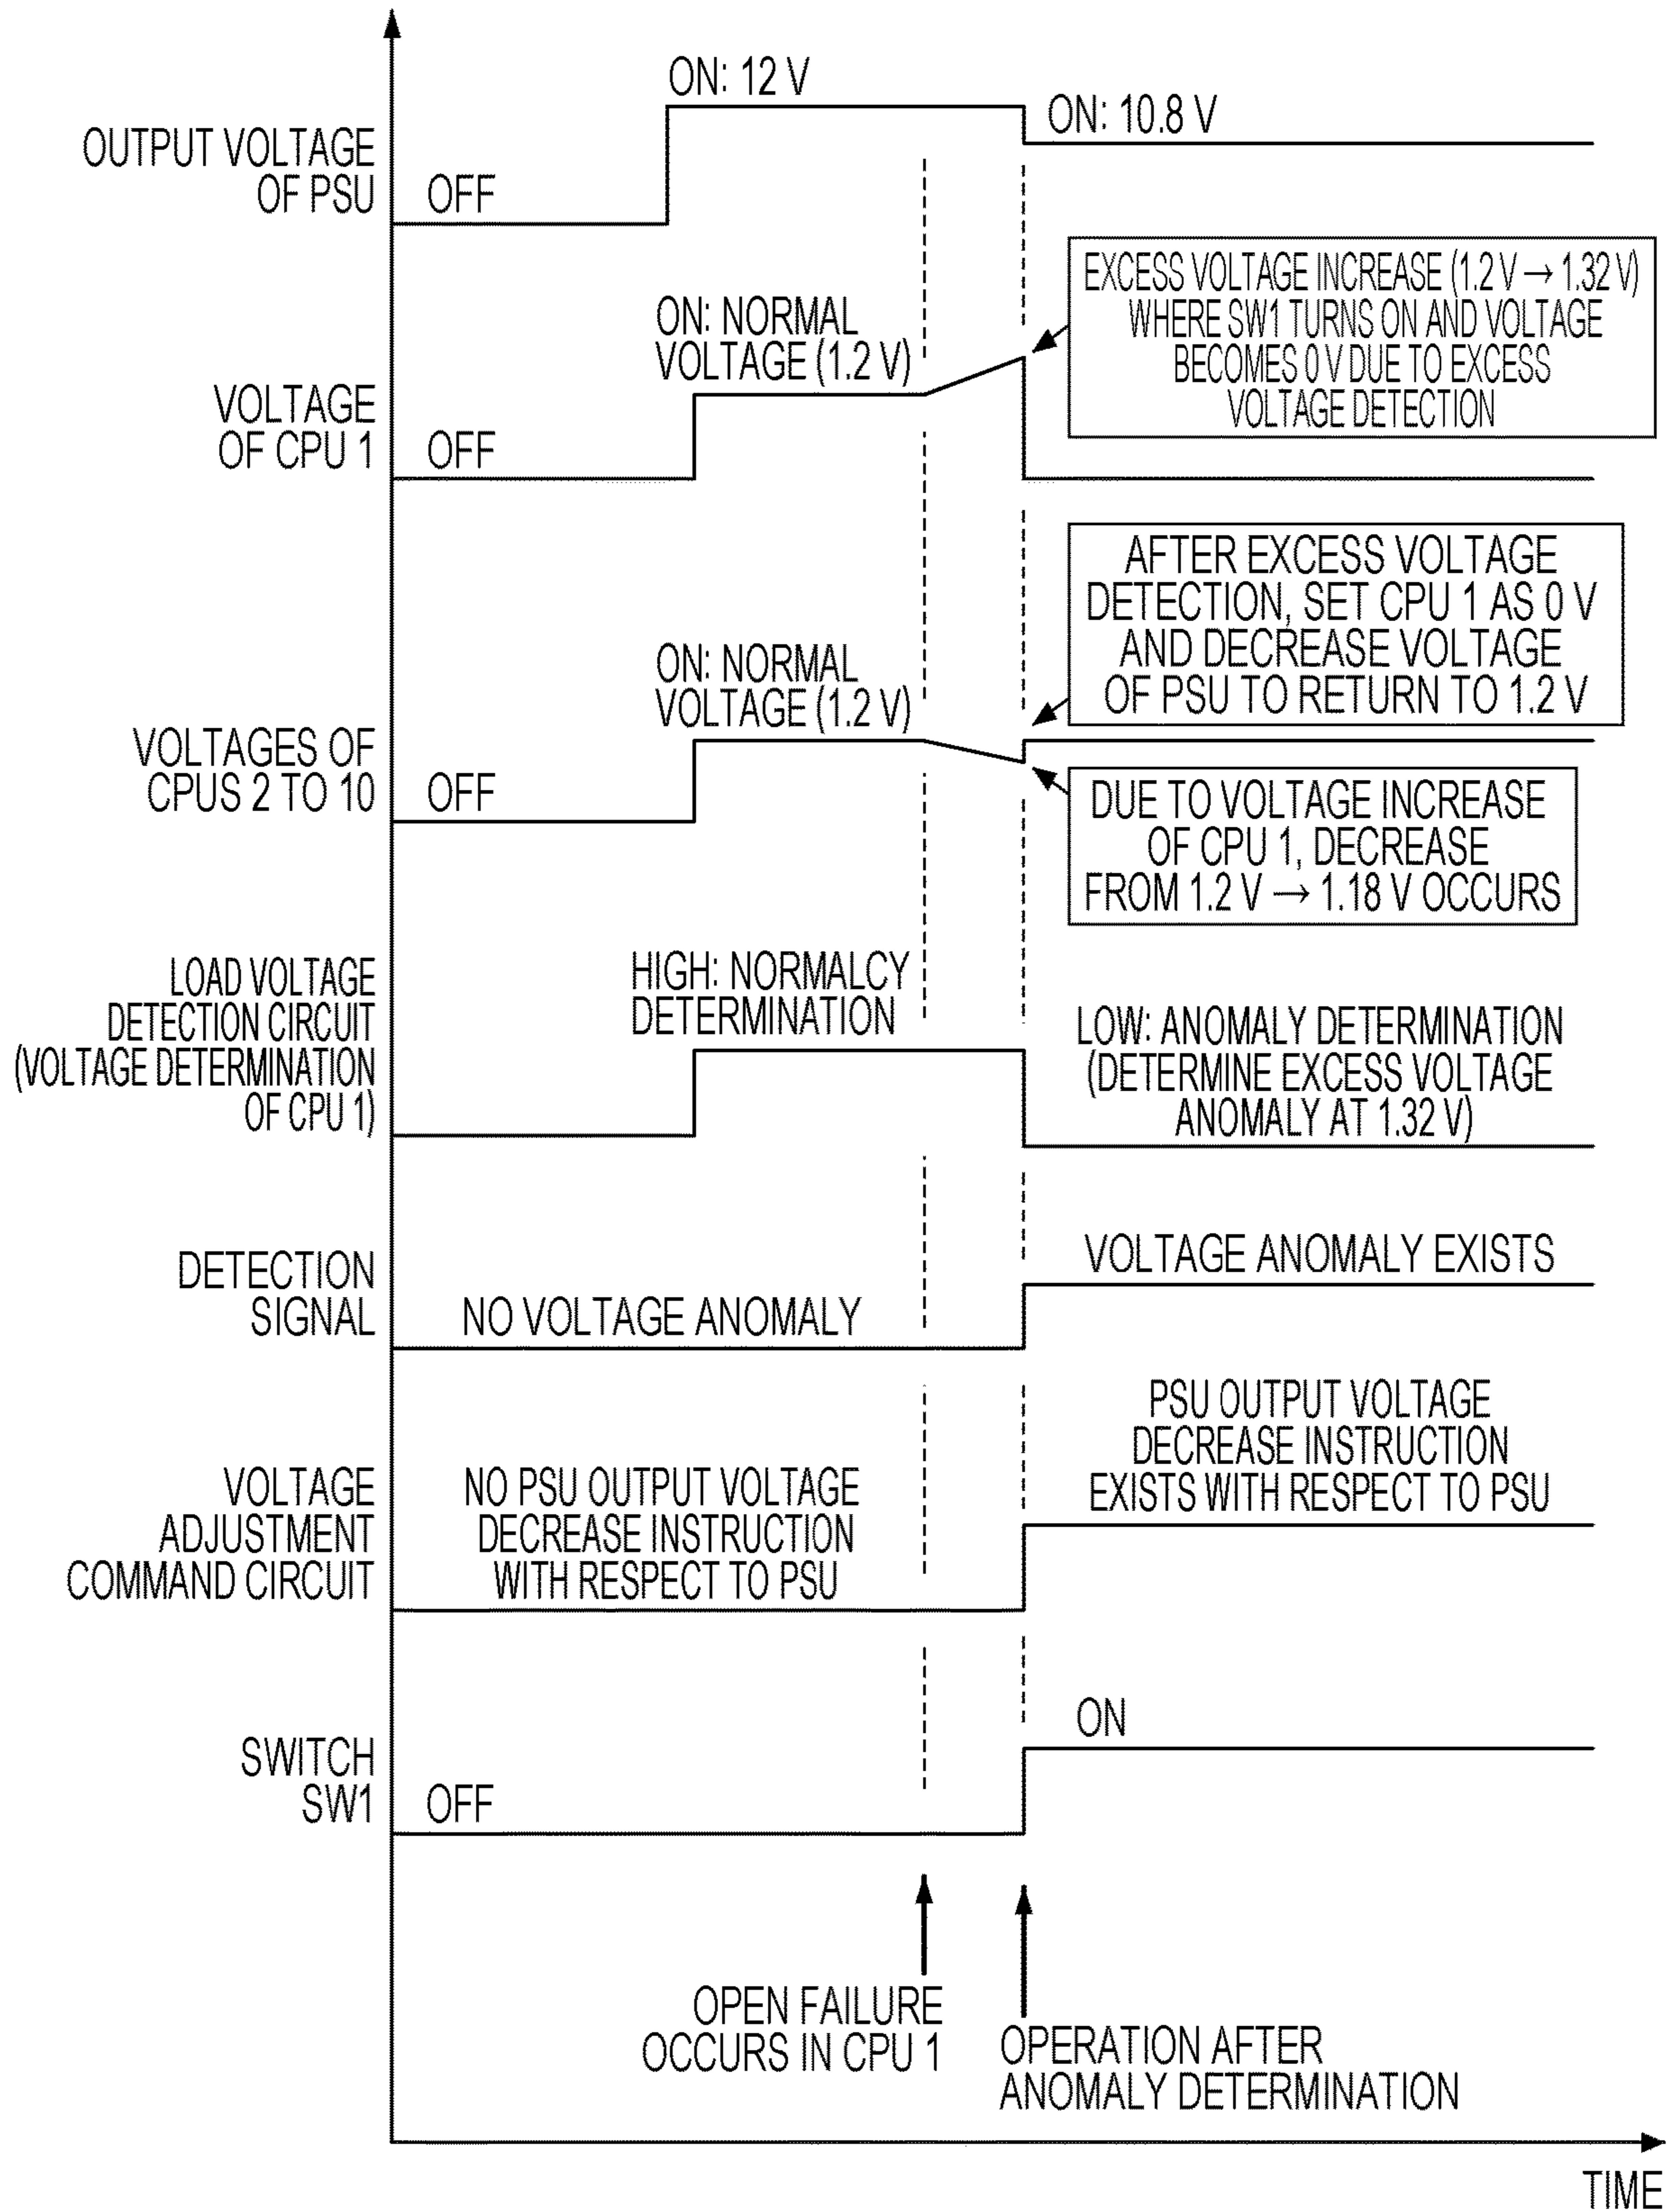 ON: 12 V
ON: 10.8 V
OUTPUT VOLTAGE
OF PSU
OFF
EXCESS VOLTAGE INCREASE (1.2 V → 1.32 V)
WHERE SW1 TURNS ON AND VOLTAGE
BECOMES 0 V DUE TO EXCESS
VOLTAGE DETECTION
ON: NORMAL
VOLTAGE (1.2 V)
VOLTAGE
OF CPU 1
OFF
AFTER EXCESS VOLTAGE
DETECTION, SET CPU 1 AS 0 V
AND DECREASE VOLTAGE
OF PSU TO RETURN TO 1.2 V
ON: NORMAL
VOLTAGE (1.2 V)
VOLTAGES OF
CPUS 2 TO 10
OFF
DUE TO VOLTAGE INCREASE
OF CPU 1, DECREASE
FROM 1.2 V → 1.18 V OCCURS
LOAD VOLTAGE
DETECTION CIRCUIT
(VOLTAGE DETERMINATION
OF CPU 1)
HIGH: NORMALCY
DETERMINATION
LOW: ANOMALY DETERMINATION
(DETERMINE EXCESS VOLTAGE
ANOMALY AT 1.32 V)
DETECTION
SIGNAL
NO VOLTAGE ANOMALY
VOLTAGE ANOMALY EXISTS
VOLTAGE
ADJUSTMENT
COMMAND CIRCUIT
NO PSU OUTPUT VOLTAGE
DECREASE INSTRUCTION
WITH RESPECT TO PSU
PSU OUTPUT VOLTAGE
DECREASE INSTRUCTION
EXISTS WITH RESPECT TO PSU
SWITCH
SW1
OFF
ON
OPEN FAILURE
OCCURS IN CPU 1
OPERATION AFTER
ANOMALY DETERMINATION
TIME